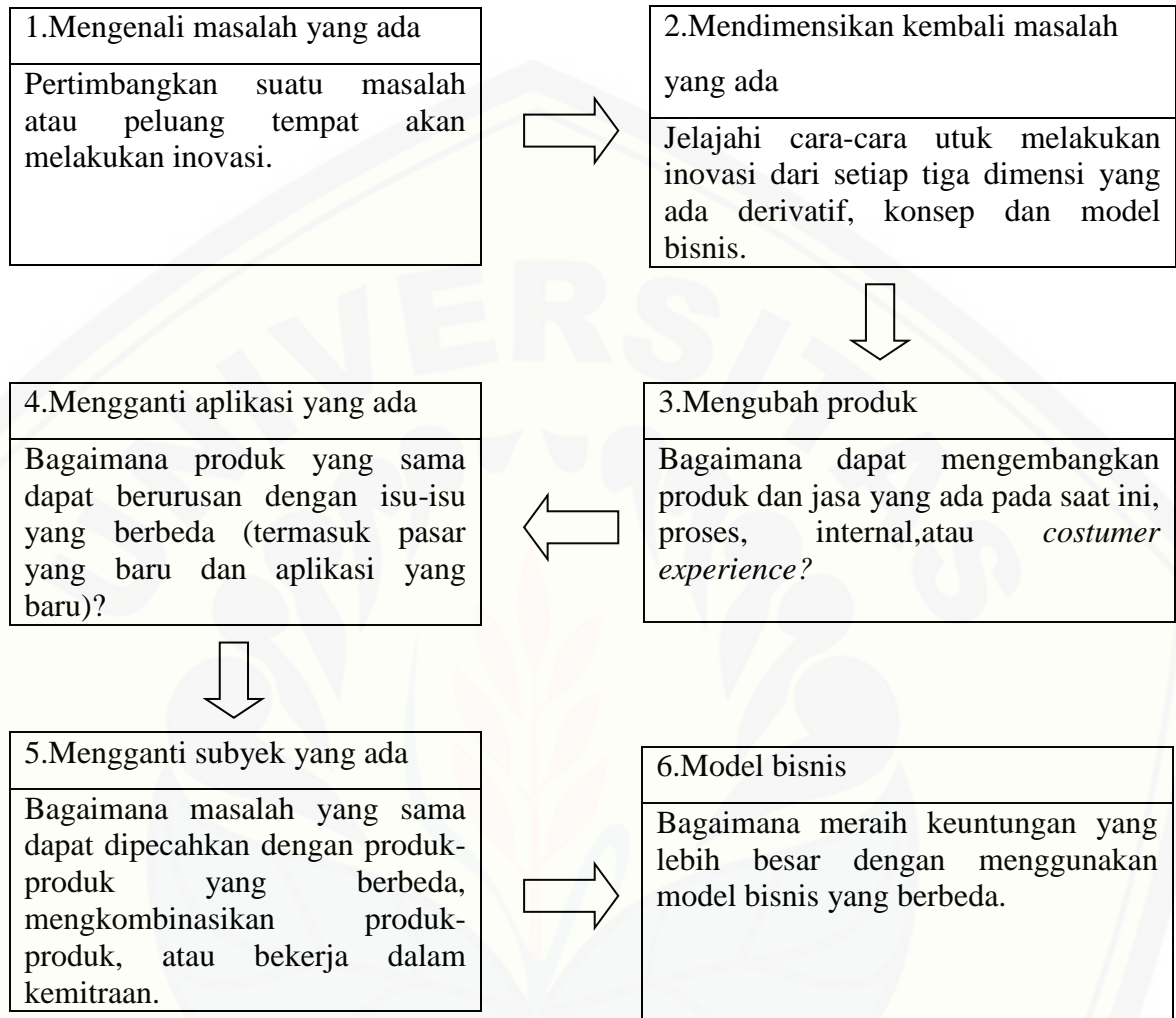 1.Mengenali masalah yang ada
Pertimbangkan suatu masalah
atau peluang tempat akan
melakukan inovasi.
2.Mendimensikan kembali masalah
yang ada
Jelajahi cara-cara utuk melakukan
inovasi dari setiap tiga dimensi yang
ada derivatif, konsep dan model
bisnis.
3.Mengubah produk
Bagaimana dapat mengembangkan
produk dan jasa yang ada pada saat ini,
proses, internal,atau costumer
experience?
4.Mengganti aplikasi yang ada
Bagaimana produk yang sama
dapat berurusan dengan isu-isu
yang berbeda (termasuk pasar
yang baru dan aplikasi yang
baru)?
5.Mengganti subyek yang ada
Bagaimana masalah yang sama
dapat dipecahkan dengan produk-
produk yang berbeda,
mengkombinasikan produk-
produk, atau bekerja dalam
kemitraan.
6.Model bisnis
Bagaimana meraih keuntungan yang
lebih besar dengan menggunakan
model bisnis yang berbeda.
UNIVERSITAS